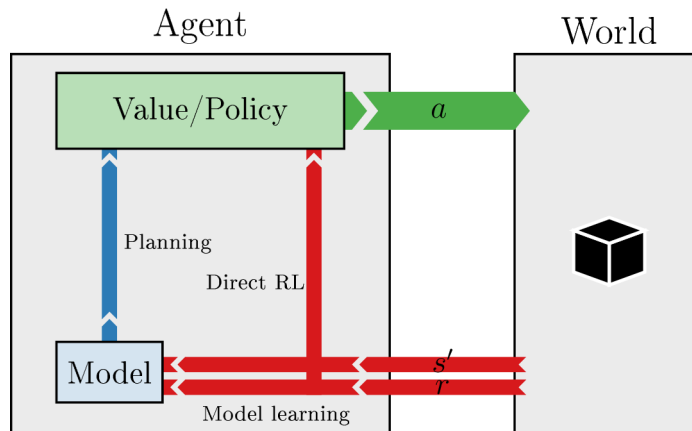 Agent
World
Value/Policy
a
Planning
Direct RL
Model
s′
r
Model learning